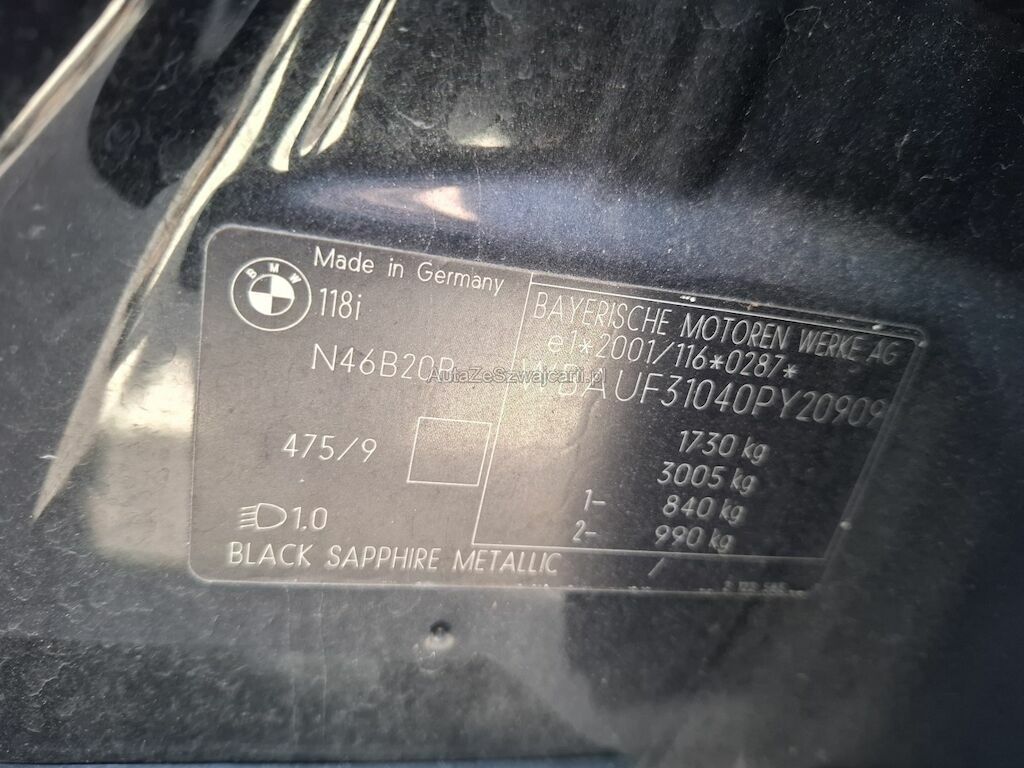 BMW
Made in Germany
118i
N46B20B
475/9
1.0
BLACK SAPPHIRE METALLIC /
BAYERISCHE MOTOREN WERKE AG
e1*2001/116*0287*
WBAUF31040PY20909
1730 kg
3005 kg
1- 840 kg
2- 990 kg
AutaZeSzwajcarii.pl